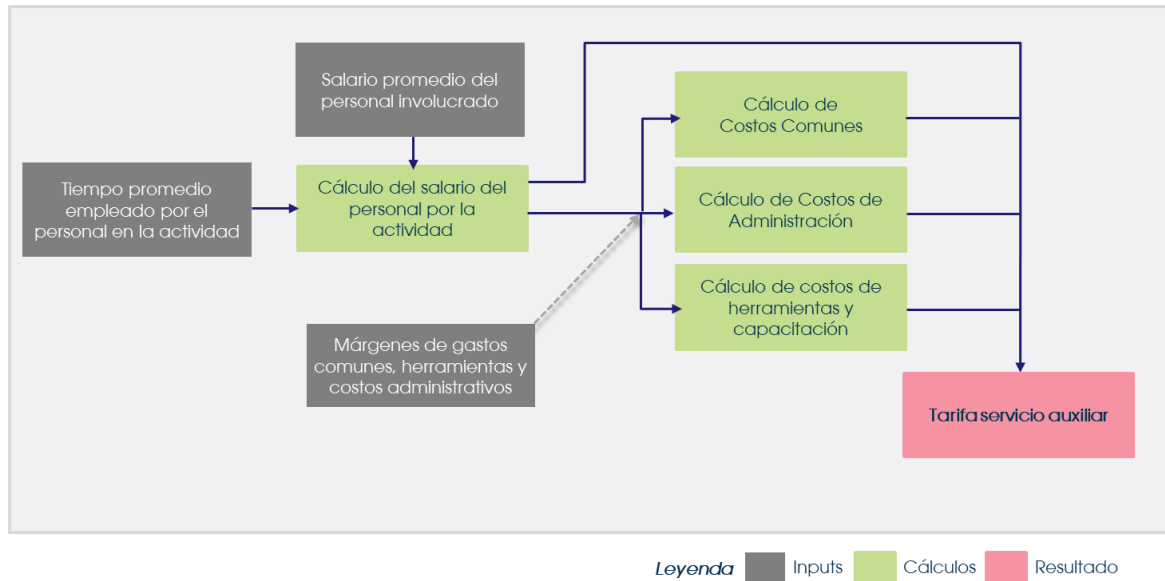 Salario promedio del
personal involucrado
Cálculo de
Costos Comunes
Tiempo promedio
empleado por el
personal en la actividad
Cálculo del salario del
personal por la
actividad
Cálculo de Costos de
Administración
Cálculo de costos de
herramientas y
capacitación
Márgenes de gastos
comunes, herramientas y
costos administrativos
Tarifa servicio auxiliar
Leyenda
Inputs
Cálculos
Resultado